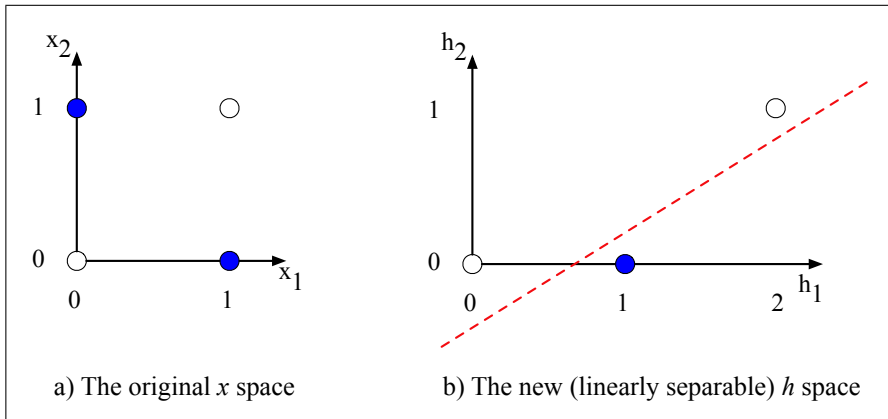 x2
1
0
x1
0
1
a) The original x space
h2
1
0
h1
0
1
2
b) The new (linearly separable) h space